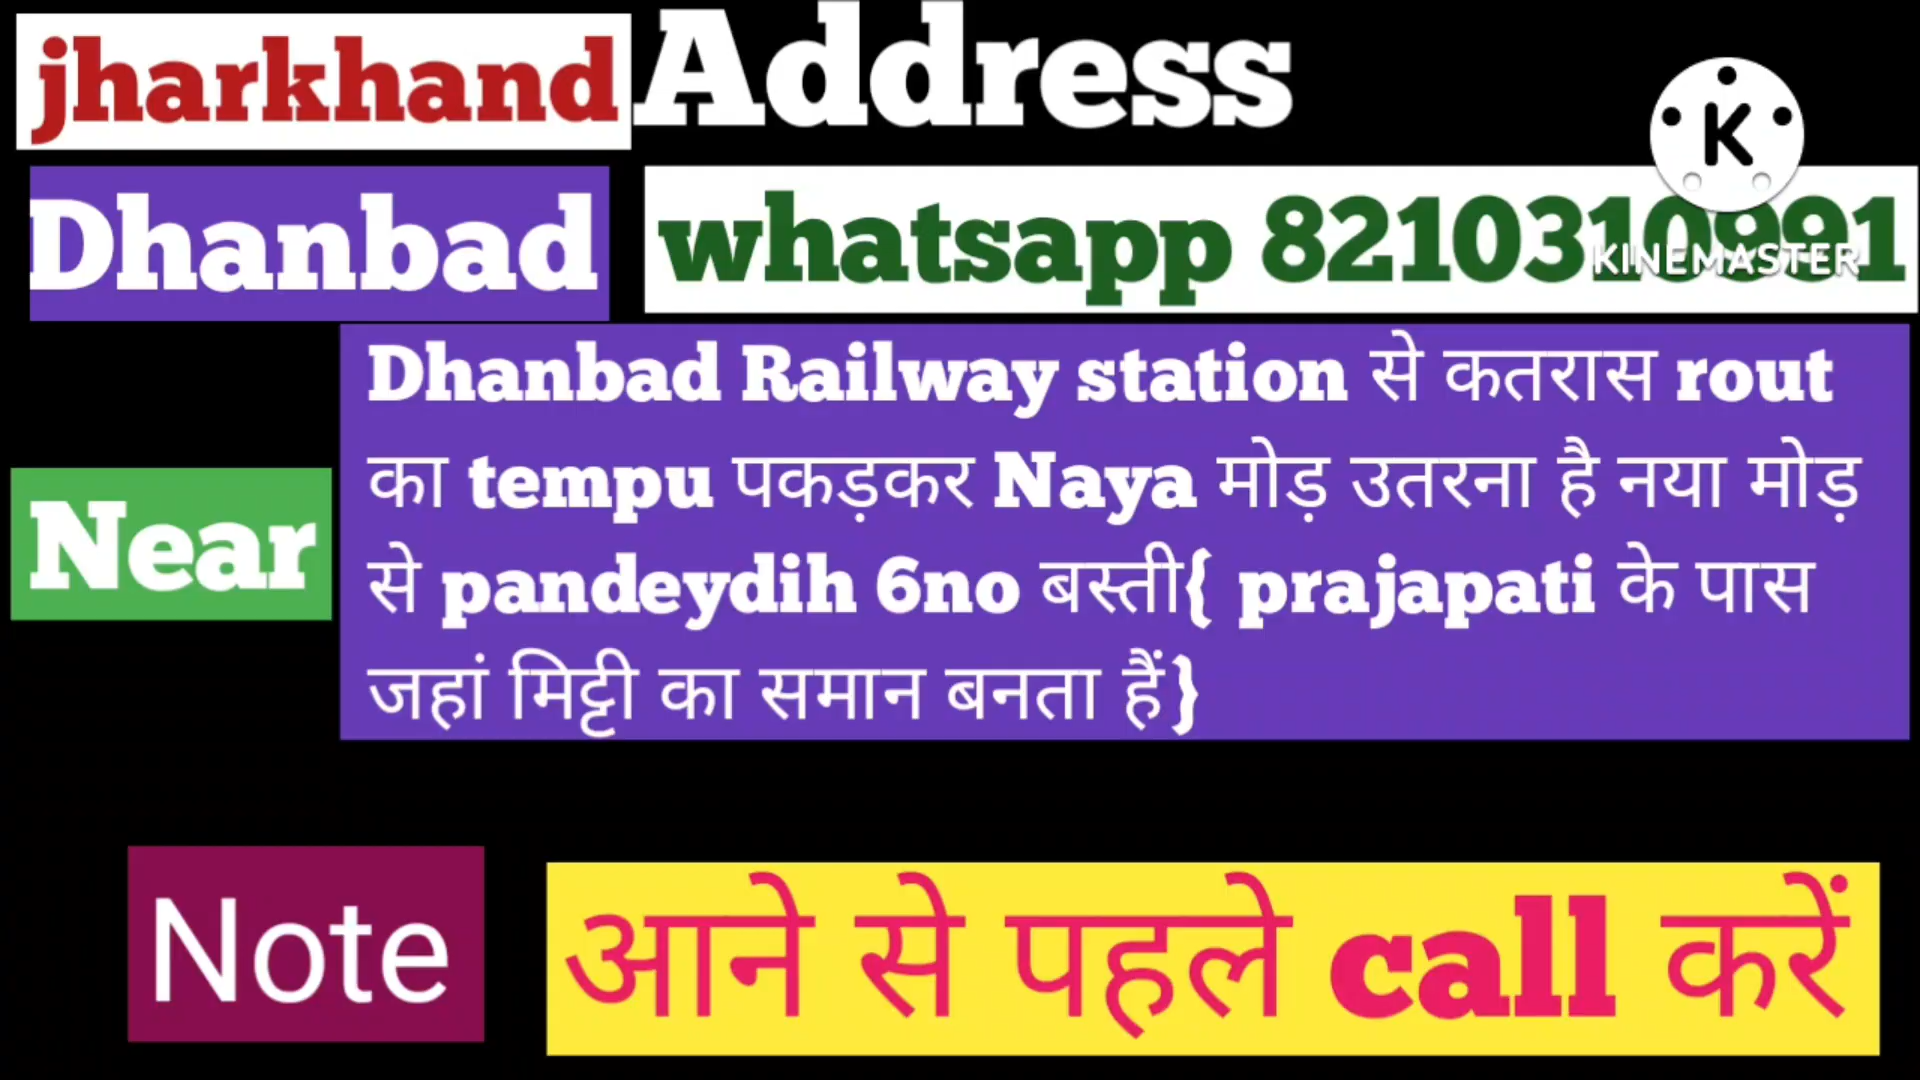 jharkhand Address
Dhanbad whatsapp 8210310991
K
KINEMASTER
Dhanbad Railway station से कतरास rout
का tempu पकड़कर Naya मोड़ उतरना है नया मोड़
Near
से pandeydih 6no बस्ती{ prajapati के पास
जहां मिट्टी का समान बनता हैं}
Note आने से पहले call करें